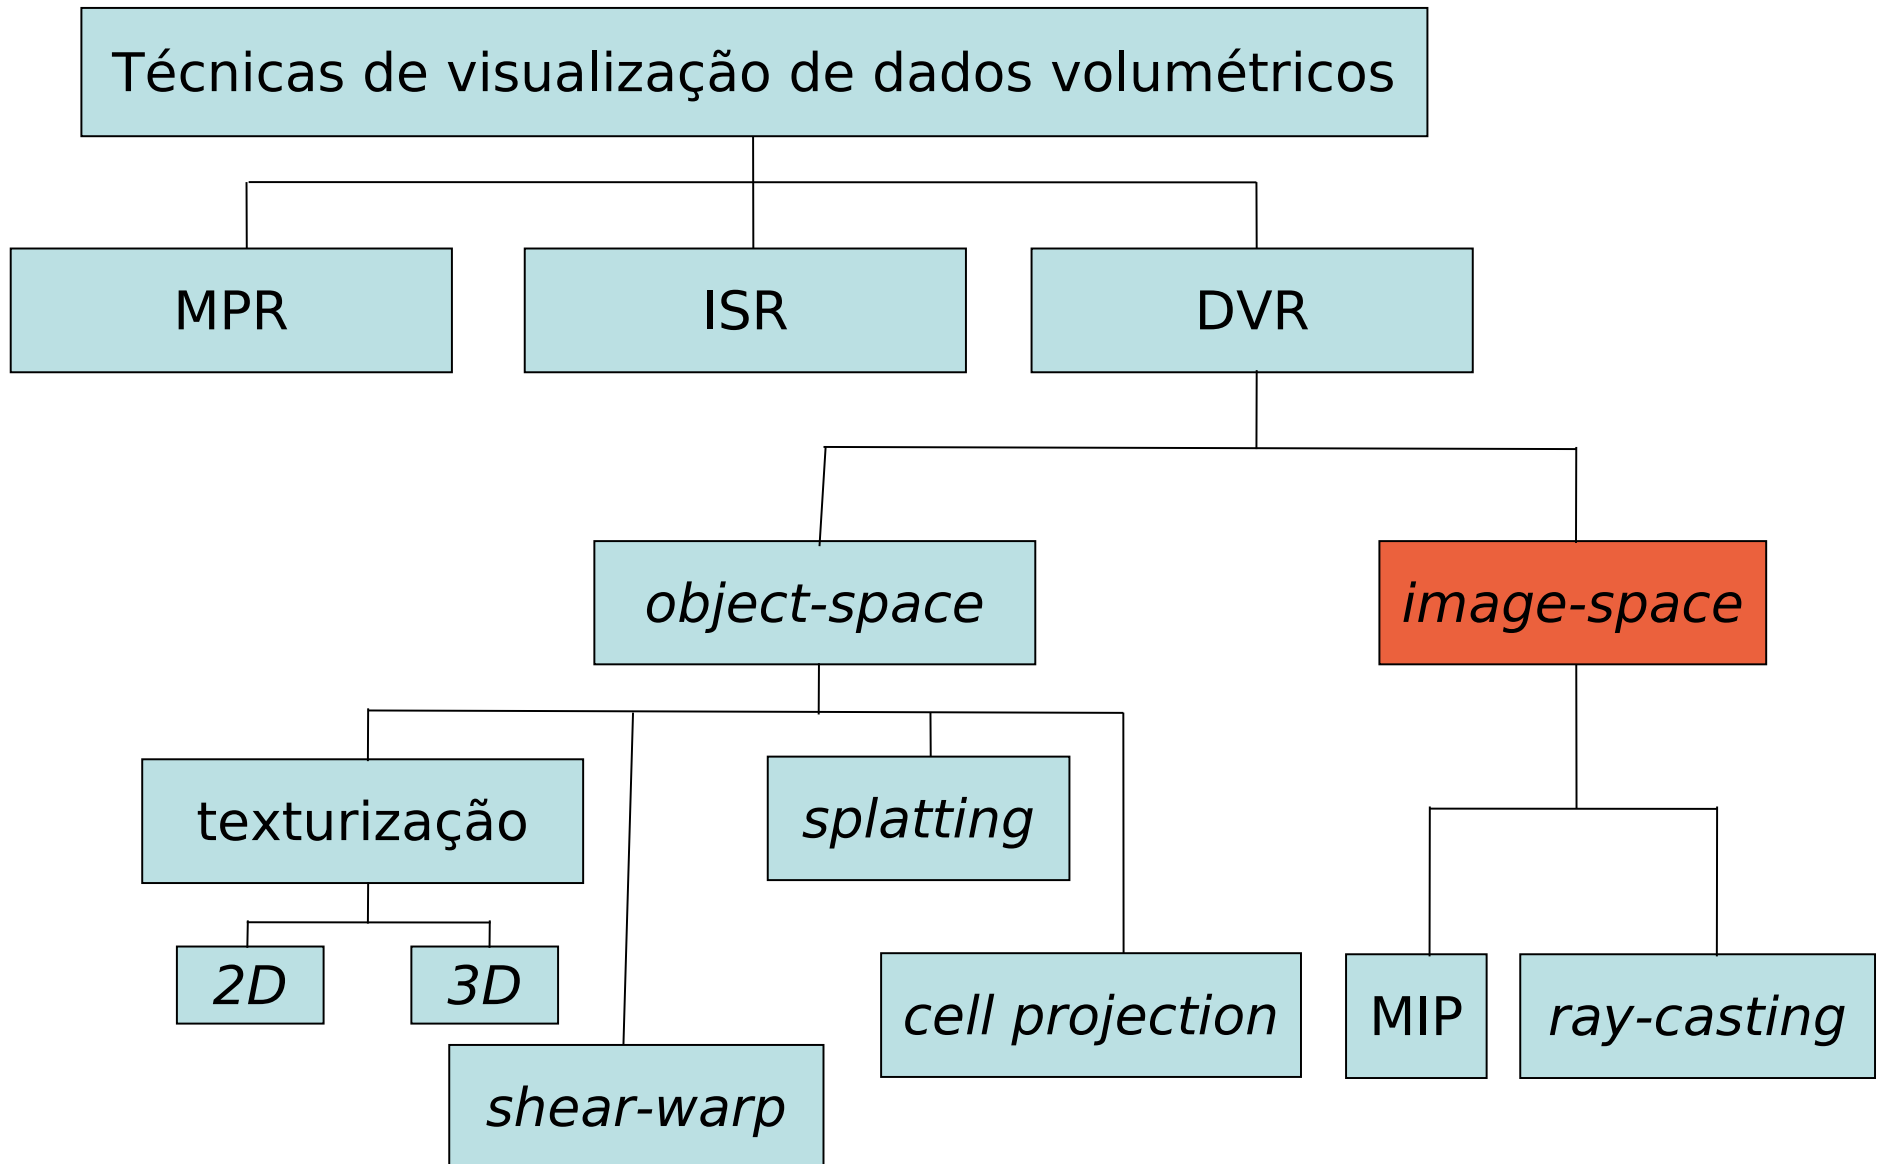 Técnicas de visualização de dados volumétricos
MPR
ISR
DVR
object-space
image-space
texturização
splatting
2D
3D
cell projection
MIP
ray-casting
shear-warp